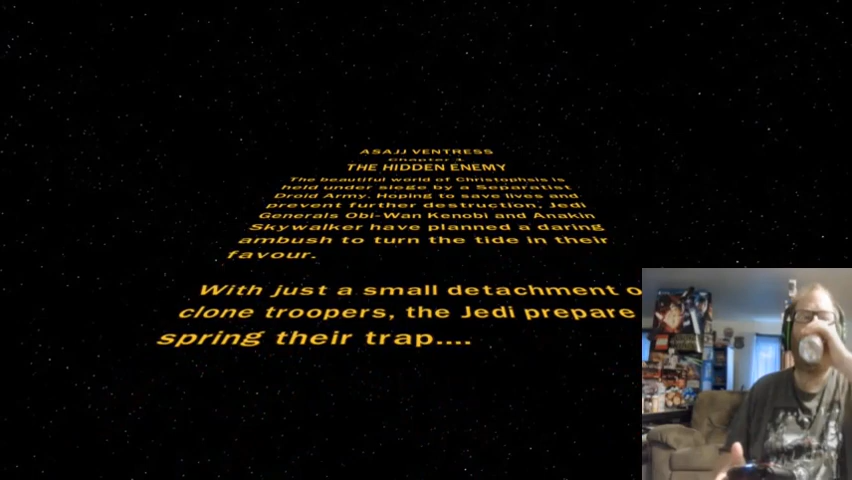 ASAJJ VENTRESS
Chapter 1
THE HIDDEN ENEMY
The beautiful world of Christophsis is
held under siege by a Separatist
Droid Army. Hoping to save lives and
prevent further destruction, Jedi
Generals Obi-Wan Kenobi and Anakin
Skywalker have planned a daring
ambush to turn the tide in their
favour.
With just a small detachment o
clone troopers, the Jedi prepare
spring their trap....